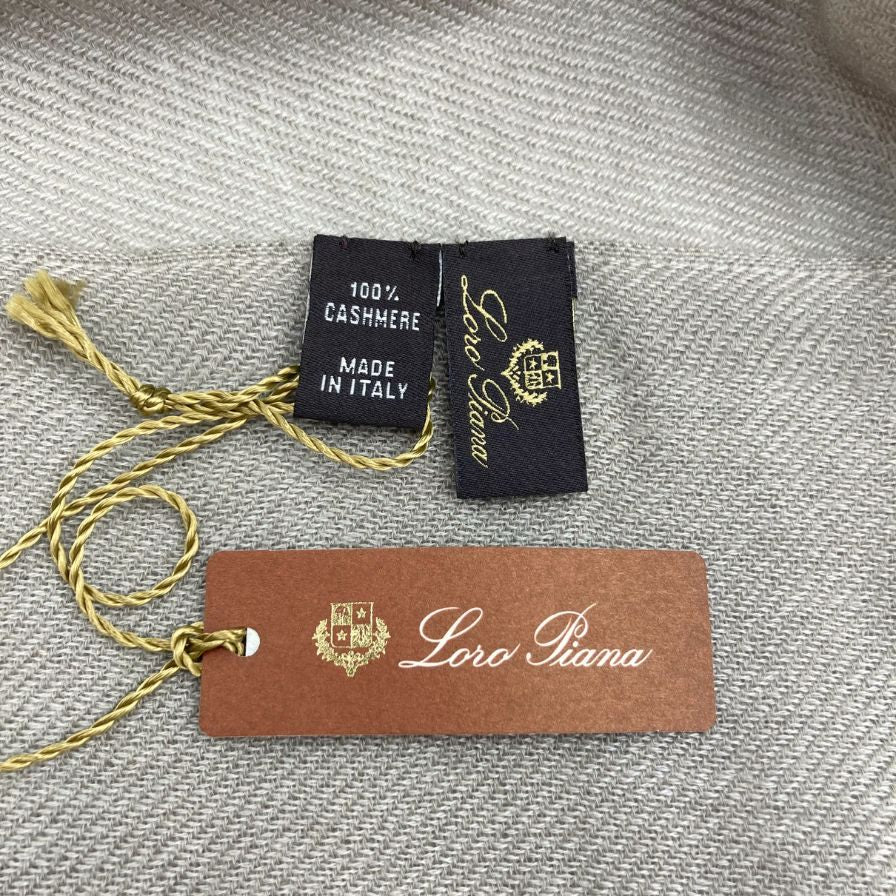 100%
CASHMERE
MADE
IN ITALY
Loro Piana
Loro Piana